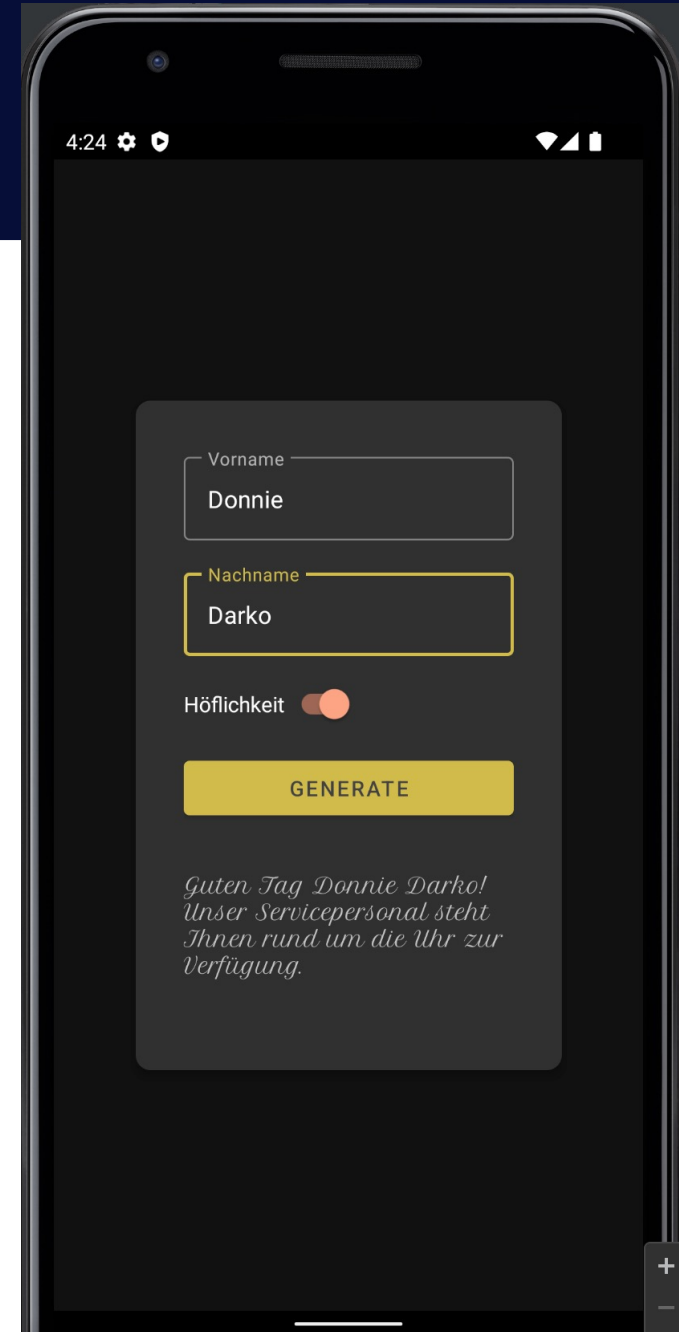 4:24
Vorname
Donnie
Nachname
Darko
Höflichkeit
GENERATE
Guten Tag Donnie Darko!
Unser Servicepersonal steht
Ihnen rund um die Uhr zur
Verfügung.